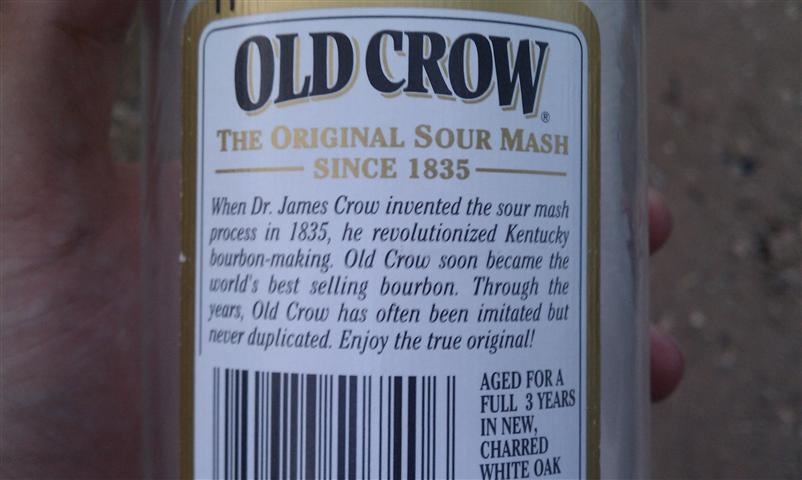 OLD CROW®
THE ORIGINAL SOUR MASH
SINCE 1835
When Dr. James Crow invented the sour mash
process in 1835, he revolutionized Kentucky
bourbon-making. Old Crow soon became the
world's best selling bourbon. Through the
years, Old Crow has often been imitated but
never duplicated. Enjoy the true original!
AGED FOR A
FULL 3 YEARS
IN NEW,
CHARRED
WHITE OAK